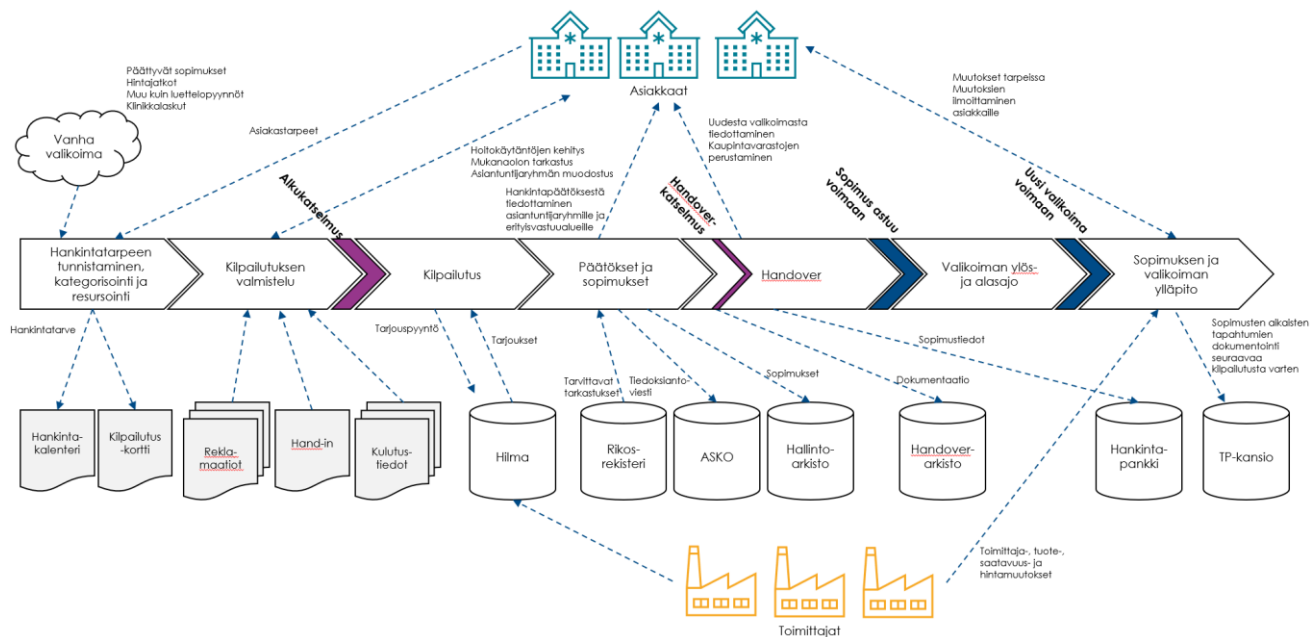 Päättyvät sopimukset
Hintajatkot
Muu kuin luettelopyynnöt
Klinikkalaskut
Vanha
valikoima
Asiakkaat
Asiakastarpeet
Hoitokäytäntöjen kehitys
Mukanaolon tarkastus
Asiantuntijaryhmän muodostus
Hankintapäätöksestä
tiedottaminen
asiantuntijaryhmille ja
erityisvastuualueille
Uudesta valikoimasta
tiedottaminen
Kaupintavarastojen
perustaminen
Muutokset tarpeissa
Muutoksien
ilmoittaminen
asiakkaille
Alkukatselmus
Handover-
katselmus
Sopimus astuu
voimaan
Uusi valikoima
voimaan
Hankintatarpeen
tunnistaminen,
kategorisointi ja
resursointi
Kilpailutuksen
valmistelu
Kilpailutus
Päätökset ja
sopimukset
Handover
Valikoiman ylös-
ja alasajo
Sopimuksen ja
valikoiman
ylläpito
Hankintatarve
Tarjouspyyntö
Tarjoukset
Tarvittavat
tarkastukset
Tiedoksianto-
viesti
Sopimukset
Dokumentaatio
Sopimustiedot
Sopimusten aikaisten
tapahtumien
dokumentointi
seuraavaa
kilpailutusta varten
Hankinta-
kalenteri
Kilpailutus
-kortti
Rekla-
maatiot
Hand-in
Kulutus-
tiedot
Hilma
Rikos-
rekisteri
ASKO
Hallinto-
arkisto
Handover-
arkisto
Hankinta-
pankki
TP-kansio
Toimittaja-, tuote-,
saatavuus- ja
hintamuutokset
Toimittajat